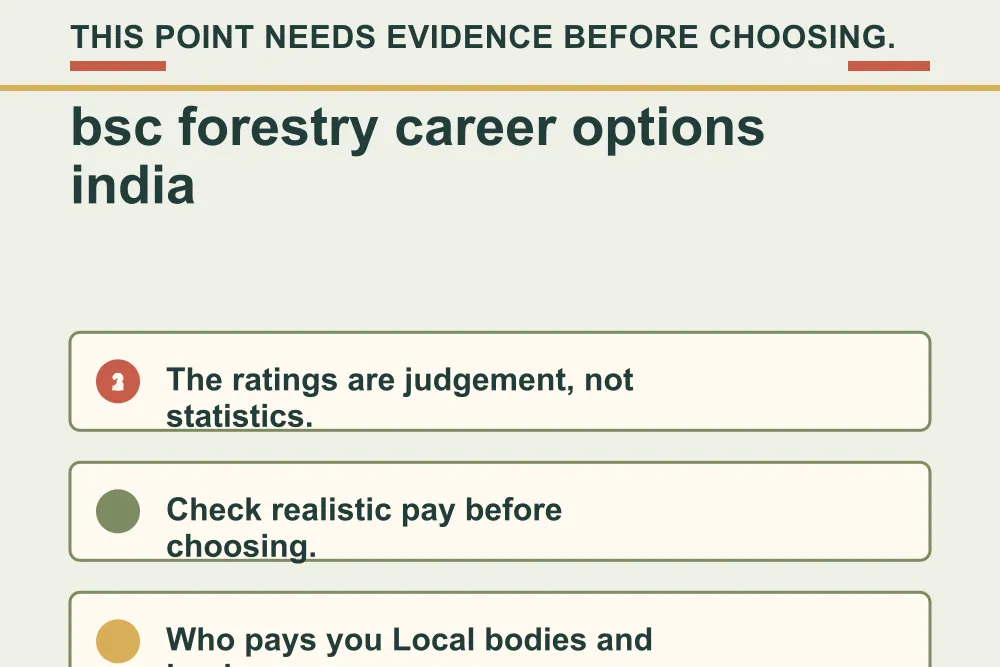 THIS POINT NEEDS EVIDENCE BEFORE CHOOSING.
bsc forestry career options
india
The ratings are judgement, not
statistics.
Check realistic pay before
choosing.
Who pays you Local bodies and